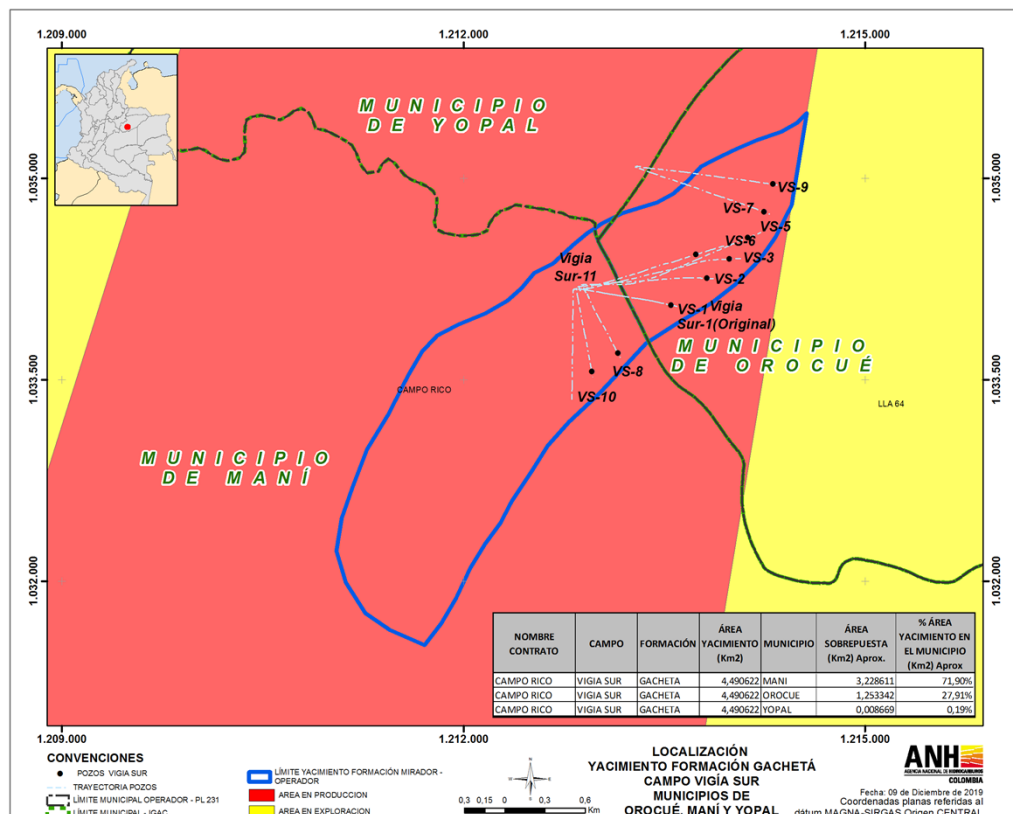 1.209.000
1.212.000
1.215.000
MUNICIPIO
DE YOPAL
1.035.000
1.035.000
VS-9
VS-7
VS-5
VS-6
VS-3
Vigia
Sur-11
VS-2
VS-1
Vigia
Sur-1(Original)
MUNICIPIO
DE OROCUÉ
VS-8
VS-10
1.033.500
1.033.500
CAMPO RICO
LLA 64
MUNICIPIO
DE MANÍ
1.032.000
1.032.000
NOMBRE CONTRATO CAMPO FORMACIÓN ÁREA YACIMIENTO (Km2) MUNICIPIO ÁREA SOBREPUESTA (Km2) Aprox. % ÁREA YACIMIENTO EN EL MUNICIPIO (Km2) Aprox
CAMPO RICO VIGIA SUR GACHETA 4,490622 MANI 3,228611 71,90%
CAMPO RICO VIGIA SUR GACHETA 4,490622 OROCUE 1,253342 27,91%
CAMPO RICO VIGIA SUR GACHETA 4,490622 YOPAL 0,008669 0,19%
1.209.000
1.212.000
1.215.000
CONVENCIONES
POZOS VIGIA SUR
TRAYECTORIA POZOS
LÍMITE MUNICIPAL OPERADOR - PL 231
LÍMITE MUNICIPAL - IGAC
LÍMITE YACIMIENTO FORMACIÓN MIRADOR -
OPERADOR
AREA EN PRODUCCION
AREA EN EXPLORACION
N
0,3 0,15 0 0,3 0,6
Km
LOCALIZACIÓN
YACIMIENTO FORMACIÓN GACHETÁ
CAMPO VIGÍA SUR
MUNICIPIOS DE
OROCUÉ, MANÍ Y YOPAL
ANH
AGENCIA NACIONAL DE HIDROCARBUROS
COLOMBIA
Fecha: 09 de Diciembre de 2019
Coordenadas planas referidas al
dátum MAGNA-SIRGAS Origen CENTRAL